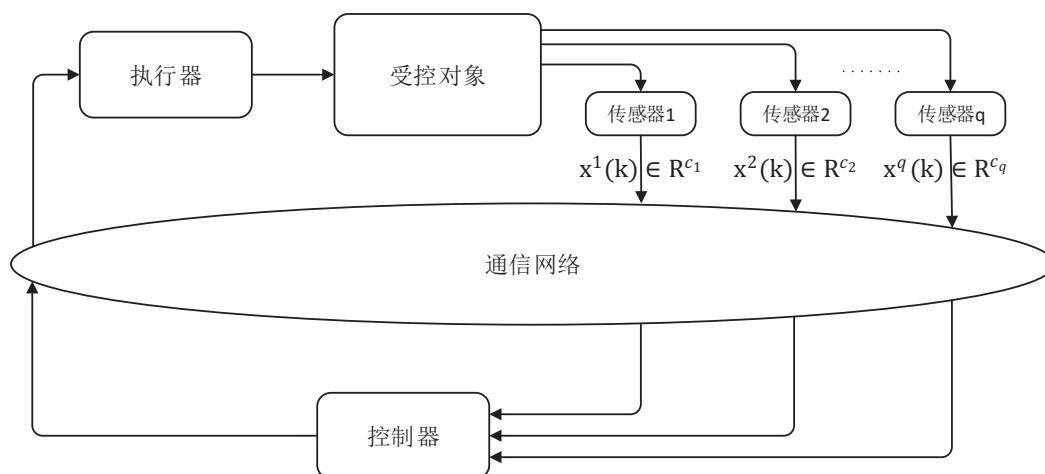 执行器
受控对象
.......
传感器1
传感器2
传感器q
x¹(k) ∈ R^{c₁}
x²(k) ∈ R^{c₂}
x^q(k) ∈ R^{c_q}
通信网络
控制器